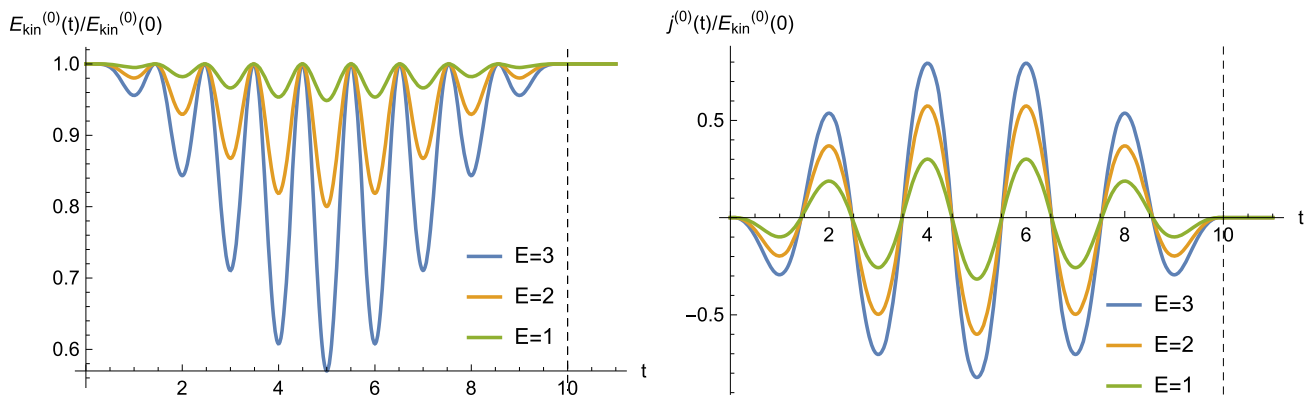 E_kin^(0)(t)/E_kin^(0)(0)
1.0
0.9
0.8
0.7
0.6
E=3
E=2
E=1
2 4 6 8 10
t
j^(0)(t)/E_kin^(0)(0)
0.5
-0.5
2 4 6 8 10
t
E=3
E=2
E=1